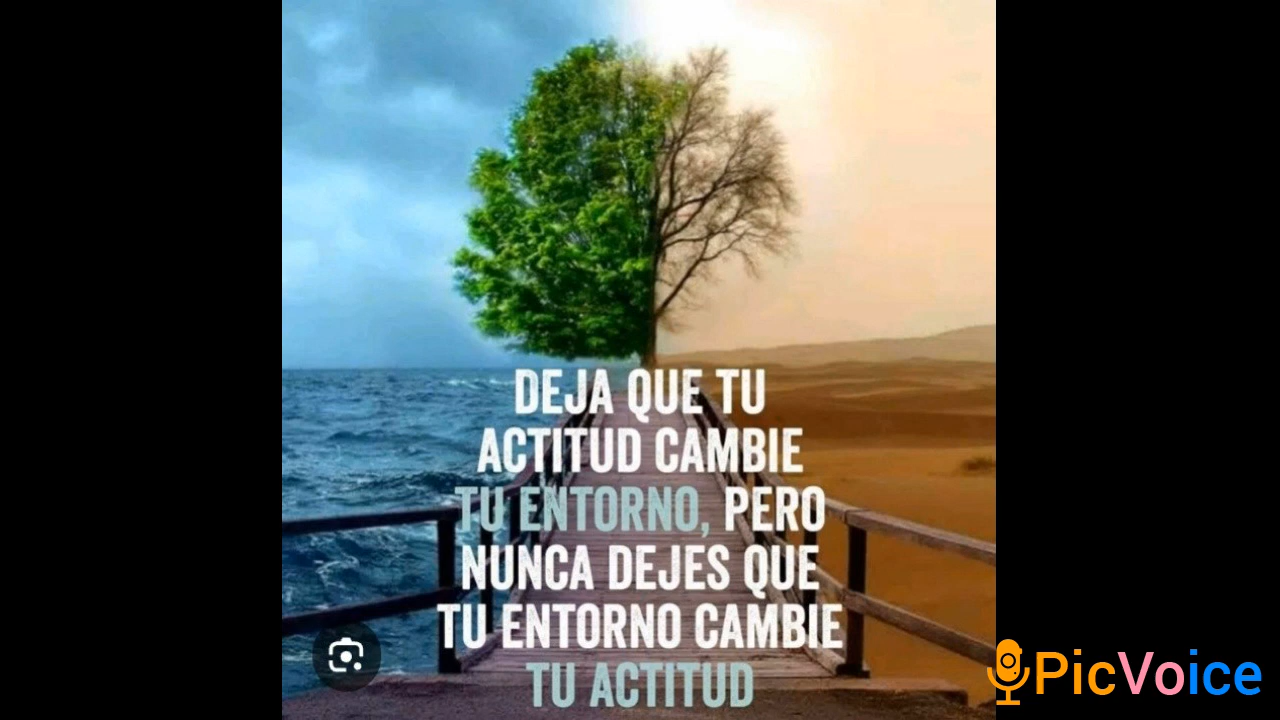 DEJA QUE TU
ACTITUD CAMBIE
TU ENTORNO, PERO
NUNCA DEJES QUE
TU ENTORNO CAMBIE
TU ACTITUD
PicVoice